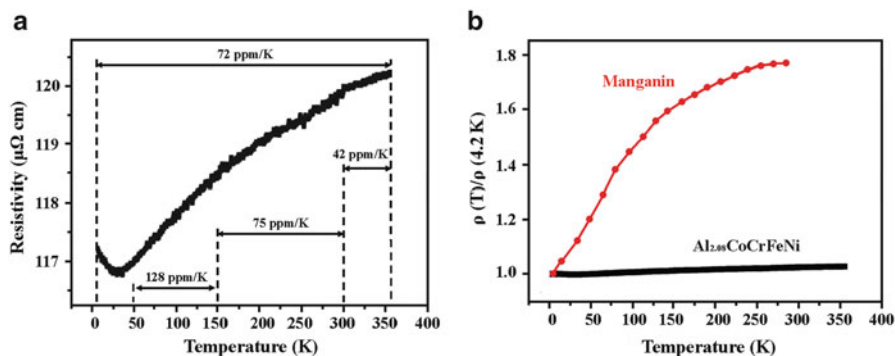 a
72 ppm/K
120
119
118
117
Resistivity (μΩ cm)
42 ppm/K
75 ppm/K
128 ppm/K
0 50 100 150 200 250 300 350 400
Temperature (K)
b
1.8
1.6
1.4
1.2
1.0
ρ (T)/ρ (4.2 K)
Manganin
Al₂.₀₈CoCrFeNi
0 50 100 150 200 250 300 350 400
Temperature (K)